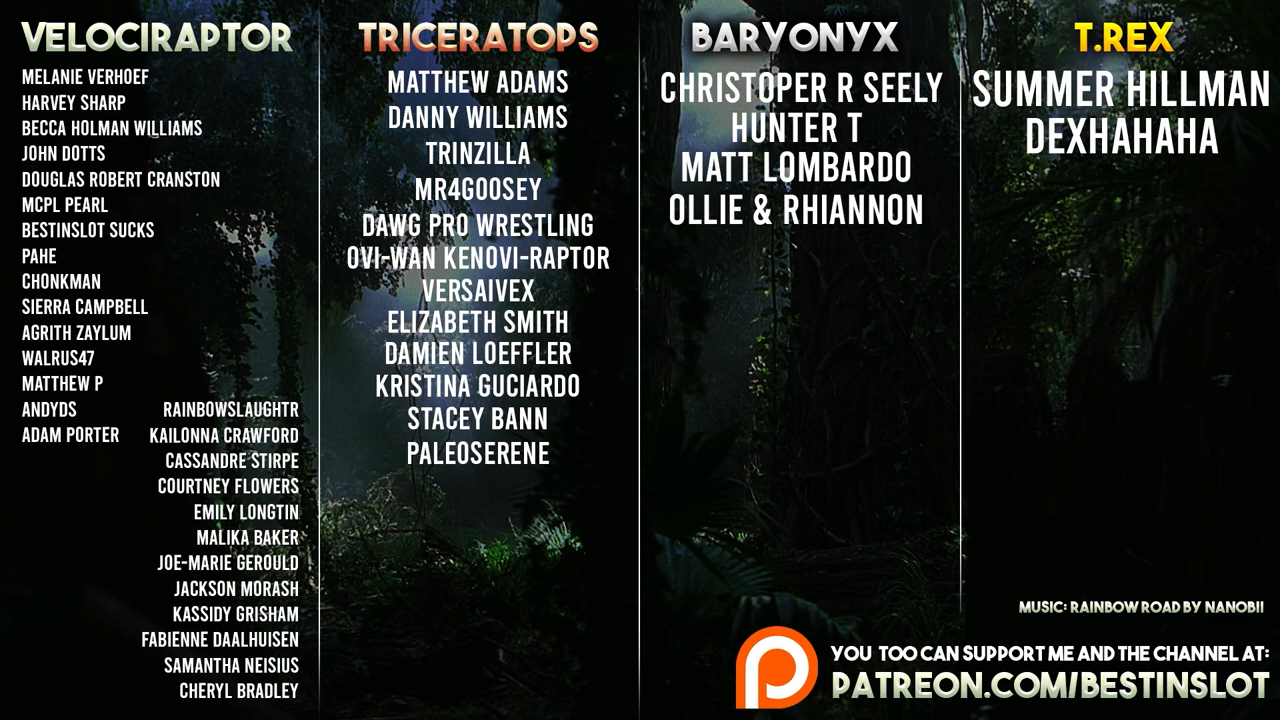 VELOCIRAPTOR
MELANIE VERHOEF
HARVEY SHARP
BECCA HOLMAN WILLIAMS
JOHN DOTTS
DOUGLAS ROBERT CRANSTON
MCPL PEARL
BESTINSLOT SUCKS
PAHE
CHONKMAN
SIERRA CAMPBELL
AGRITH ZAYLUM
WALRUS47
MATTHEW P
ANDYDS
ADAM PORTER
RAINBOWSLAUGHTR
KAILONNA CRAWFORD
CASSANDRE STIRPE
COURTNEY FLOWERS
EMILY LONGTIN
MALIKA BAKER
JOE-MARIE GEROULD
JACKSON MORASH
KASSIDY GRISHAM
FABIENNE DAALHUISEN
SAMANTHA NEISIUS
CHERYL BRADLEY
TRICERATOPS
MATTHEW ADAMS
DANNY WILLIAMS
TRINZILLA
MR4GOOSEY
DAWG PRO WRESTLING
OVI-WAN KENOVI-RAPTOR
VERSAIVEX
ELIZABETH SMITH
DAMIEN LOEFFLER
KRISTINA GUCIARDO
STACEY BANN
PALEOSERENE
BARYONYX
CHRISTOPER R SEELY
HUNTER T
MATT LOMBARDO
OLLIE & RHIANNON
T.REX
SUMMER HILLMAN
DEXHAHAHA
MUSIC: RAINBOW ROAD BY NANOBII
YOU TOO CAN SUPPORT ME AND THE CHANNEL AT:
PATREON.COM/BESTINSLOT